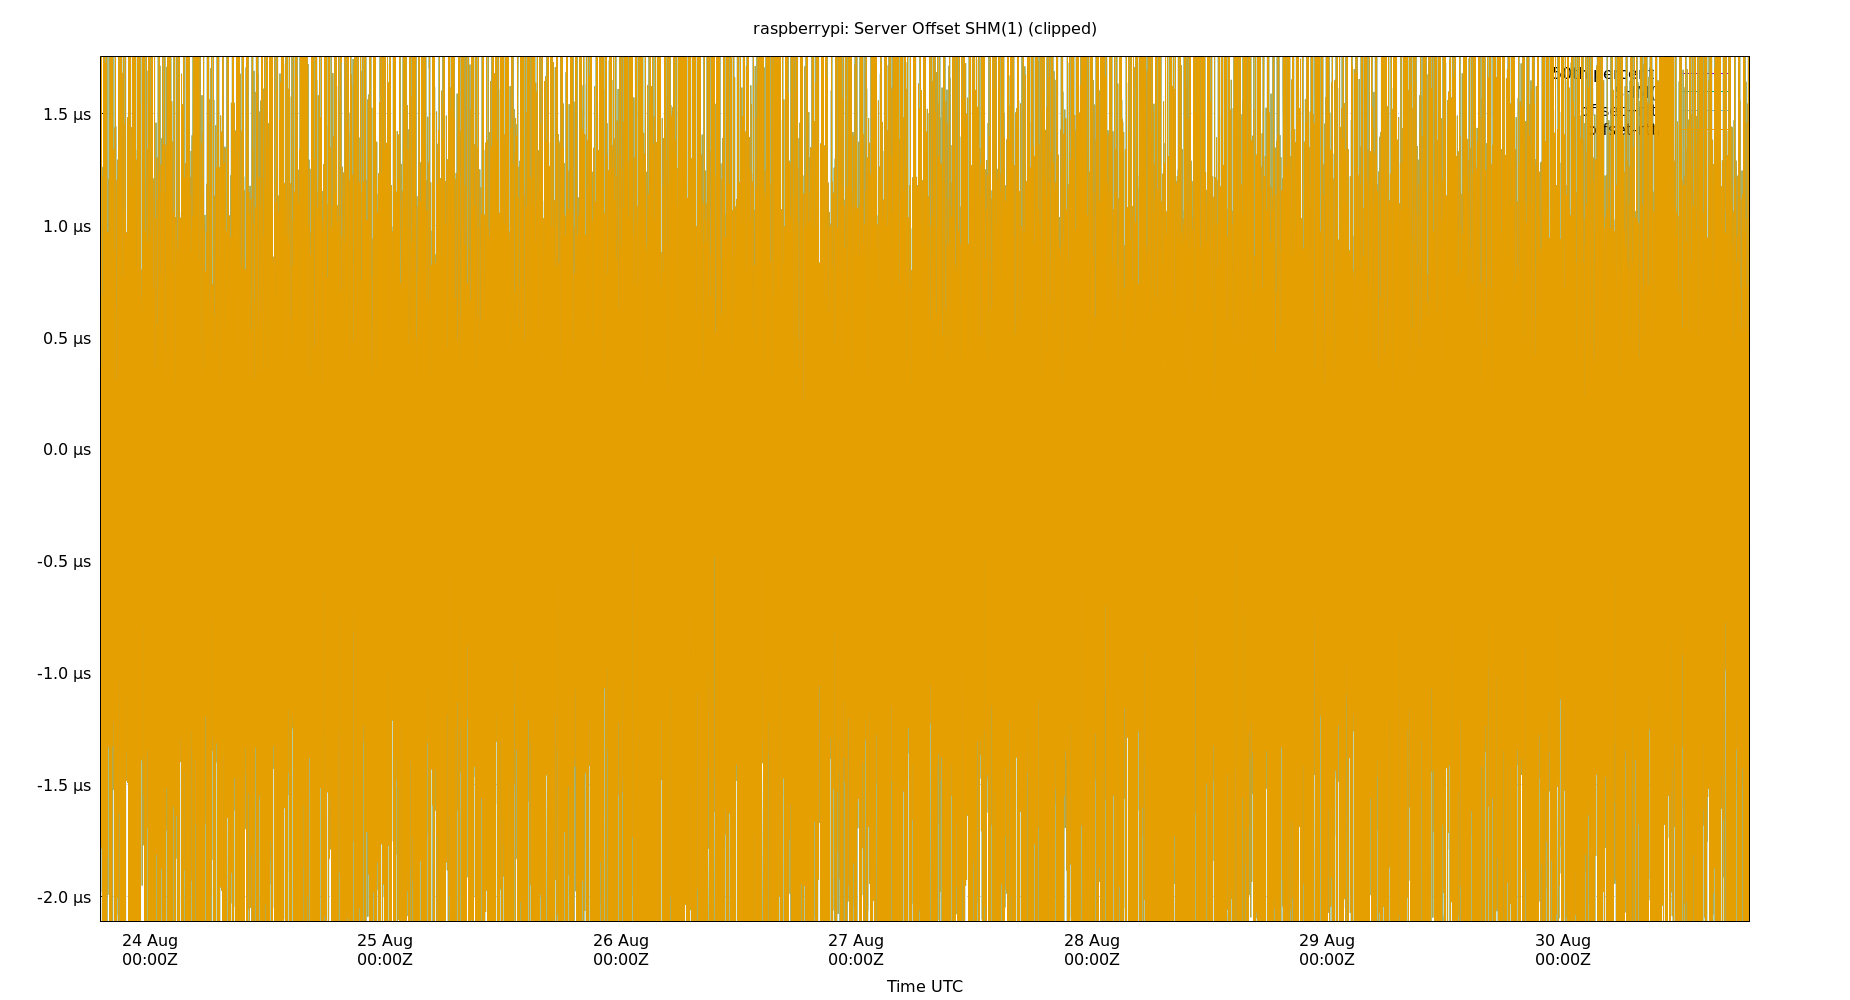 raspberrypi: Server Offset SHM(1) (clipped)
50th percent
1.5 µs
1.0 µs
0.5 µs
0.0 µs
-0.5 µs
-1.0 µs
-1.5 µs
-2.0 µs
24 Aug 25 Aug 26 Aug 27 Aug 28 Aug 29 Aug 30 Aug
00:00Z 00:00Z 00:00Z 00:00Z 00:00Z 00:00Z 00:00Z
Time UTC